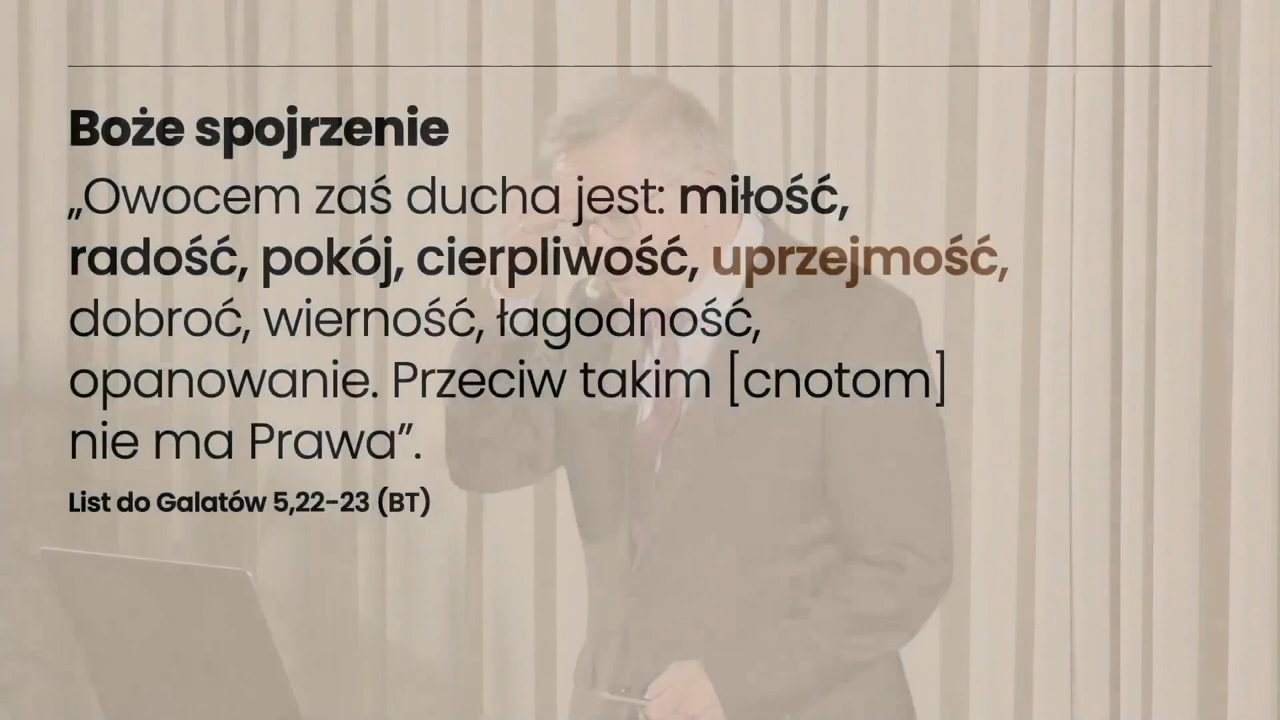 Boże spojrzenie
„Owocem zaś ducha jest: miłość,
radość, pokój, cierpliwość, uprzejmość,
dobroć, wierność, łagodność,
opanowanie. Przeciw takim [cnotom]
nie ma Prawa”.
List do Galatów 5,22-23 (BT)